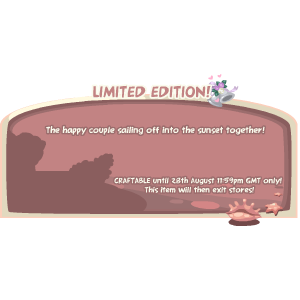 LIMITED EDITION!
The happy couple sailing off into the sunset together!
CRAFTABLE until 28th August 11:59pm GMT only!
This item will then exit stores!